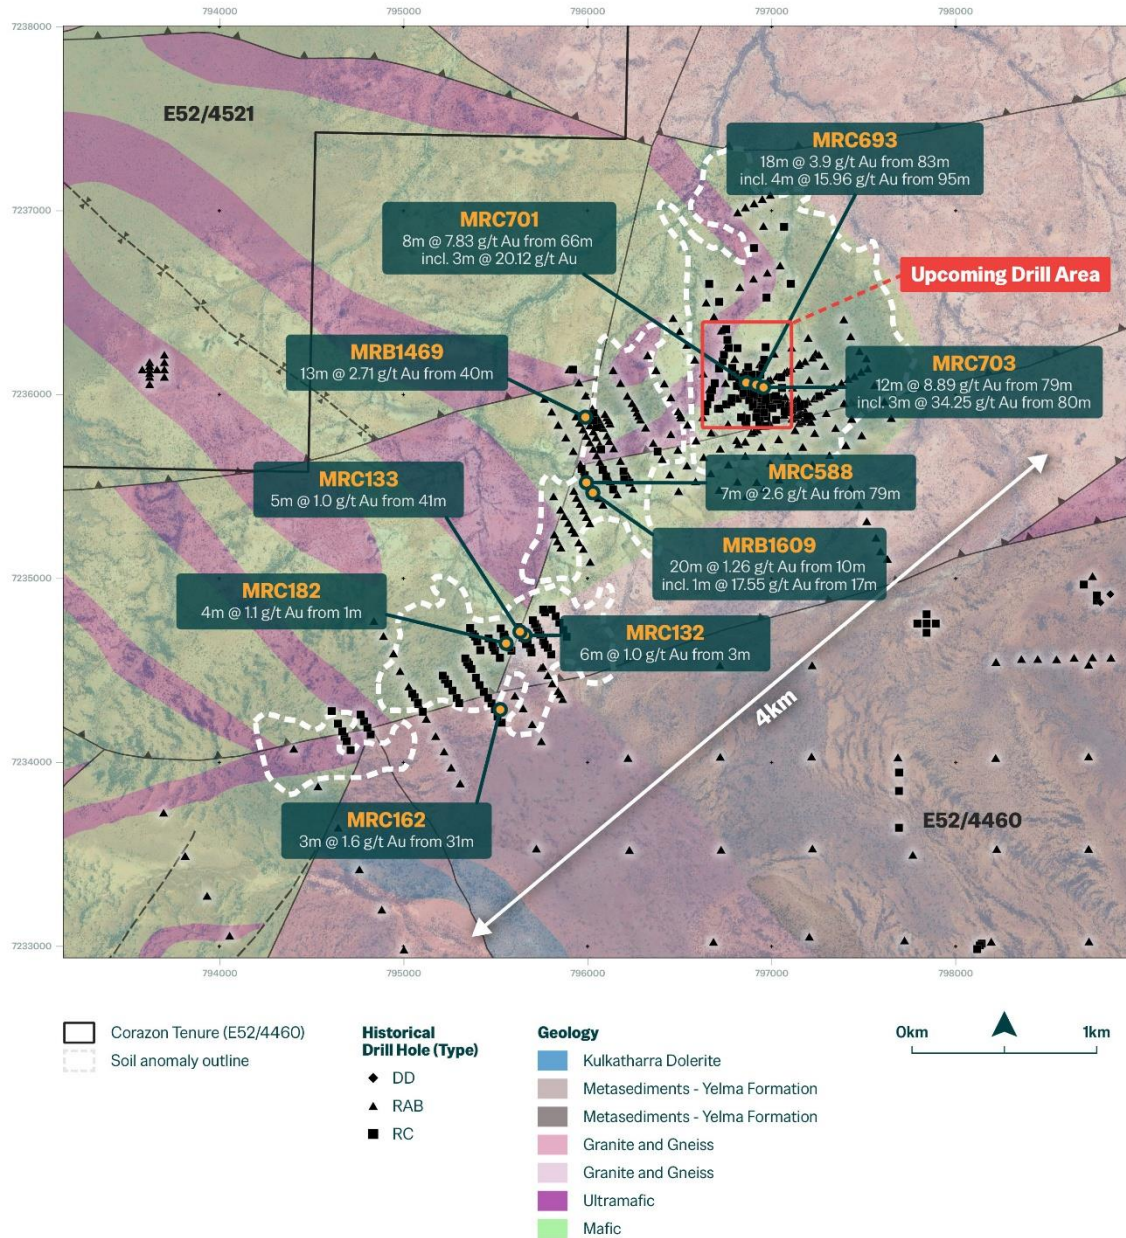 794000 795000 796000 797000 798000
7238000
7237000
7236000
7235000
7234000
7233000
E52/4521
MRC693
18m @ 3.9 g/t Au from 83m
incl. 4m @ 15.96 g/t Au from 95m
MRC701
8m @ 7.83 g/t Au from 66m
incl. 3m @ 20.12 g/t Au
Upcoming Drill Area
MRB1469
13m @ 2.71 g/t Au from 40m
MRC703
12m @ 8.89 g/t Au from 79m
incl. 3m @ 34.25 g/t Au from 80m
MRC133
5m @ 1.0 g/t Au from 41m
MRC588
7m @ 2.6 g/t Au from 79m
MRB1609
20m @ 1.26 g/t Au from 10m
incl. 1m @ 17.55 g/t Au from 17m
MRC182
4m @ 1.1 g/t Au from 1m
MRC132
6m @ 1.0 g/t Au from 3m
4km
MRC162
3m @ 1.6 g/t Au from 31m
E52/4460
794000 795000 796000 797000 798000
Corazon Tenure (E52/4460)
Soil anomaly outline
Historical
Drill Hole (Type)
DD
RAB
RC
Geology
Kulkatharra Dolerite
Metasediments - Yelma Formation
Metasediments - Yelma Formation
Granite and Gneiss
Granite and Gneiss
Ultramafic
Mafic
0km 1km